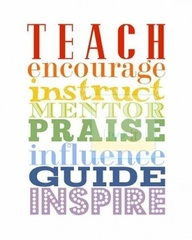 TEACH
encourage
instruct
MENTOR
PRAISE
influence
GUIDE
INSPIRE